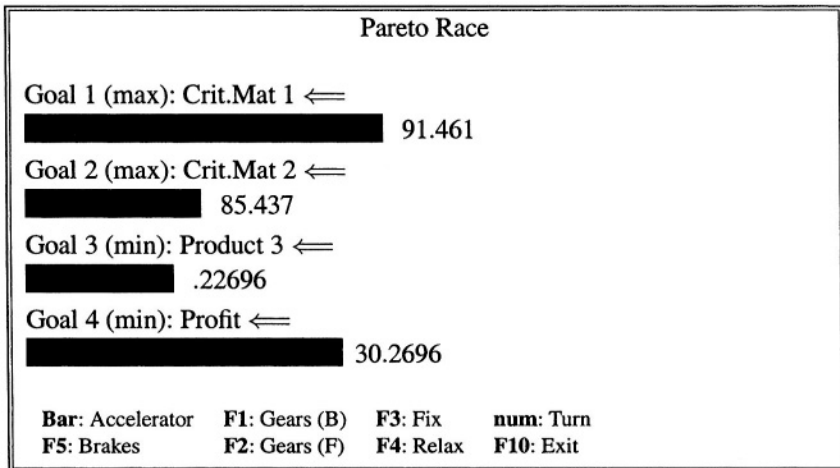 Pareto Race
Goal 1 (max): Crit.Mat 1 ⟸
91.461
Goal 2 (max): Crit.Mat 2 ⟸
85.437
Goal 3 (min): Product 3 ⟸
.22696
Goal 4 (min): Profit ⟸
30.2696
Bar: Accelerator F1: Gears (B) F3: Fix num: Turn
F5: Brakes F2: Gears (F) F4: Relax F10: Exit